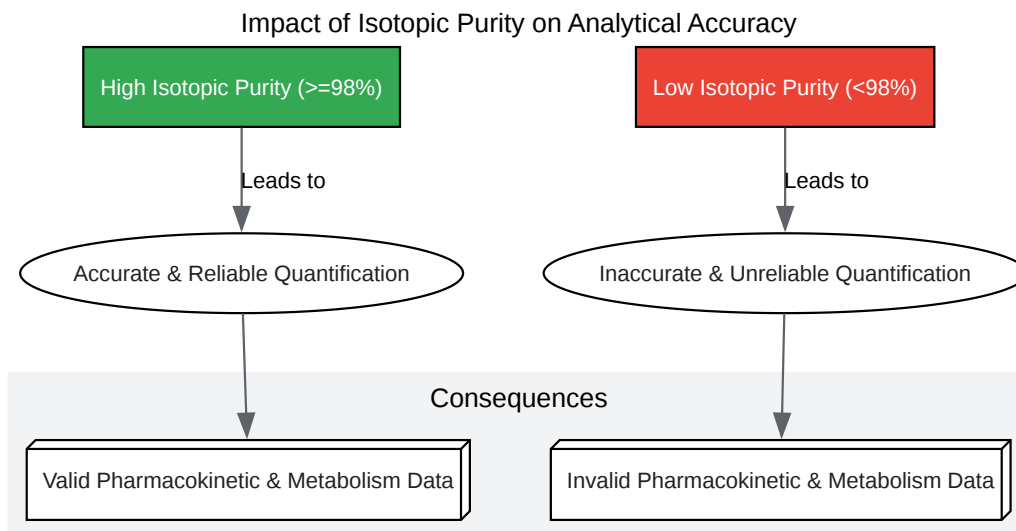 Impact of Isotopic Purity on Analytical Accuracy
High Isotopic Purity (>=98%)
Low Isotopic Purity (<98%)
Leads to
Leads to
Accurate & Reliable Quantification
Inaccurate & Unreliable Quantification
Consequences
Valid Pharmacokinetic & Metabolism Data
Invalid Pharmacokinetic & Metabolism Data